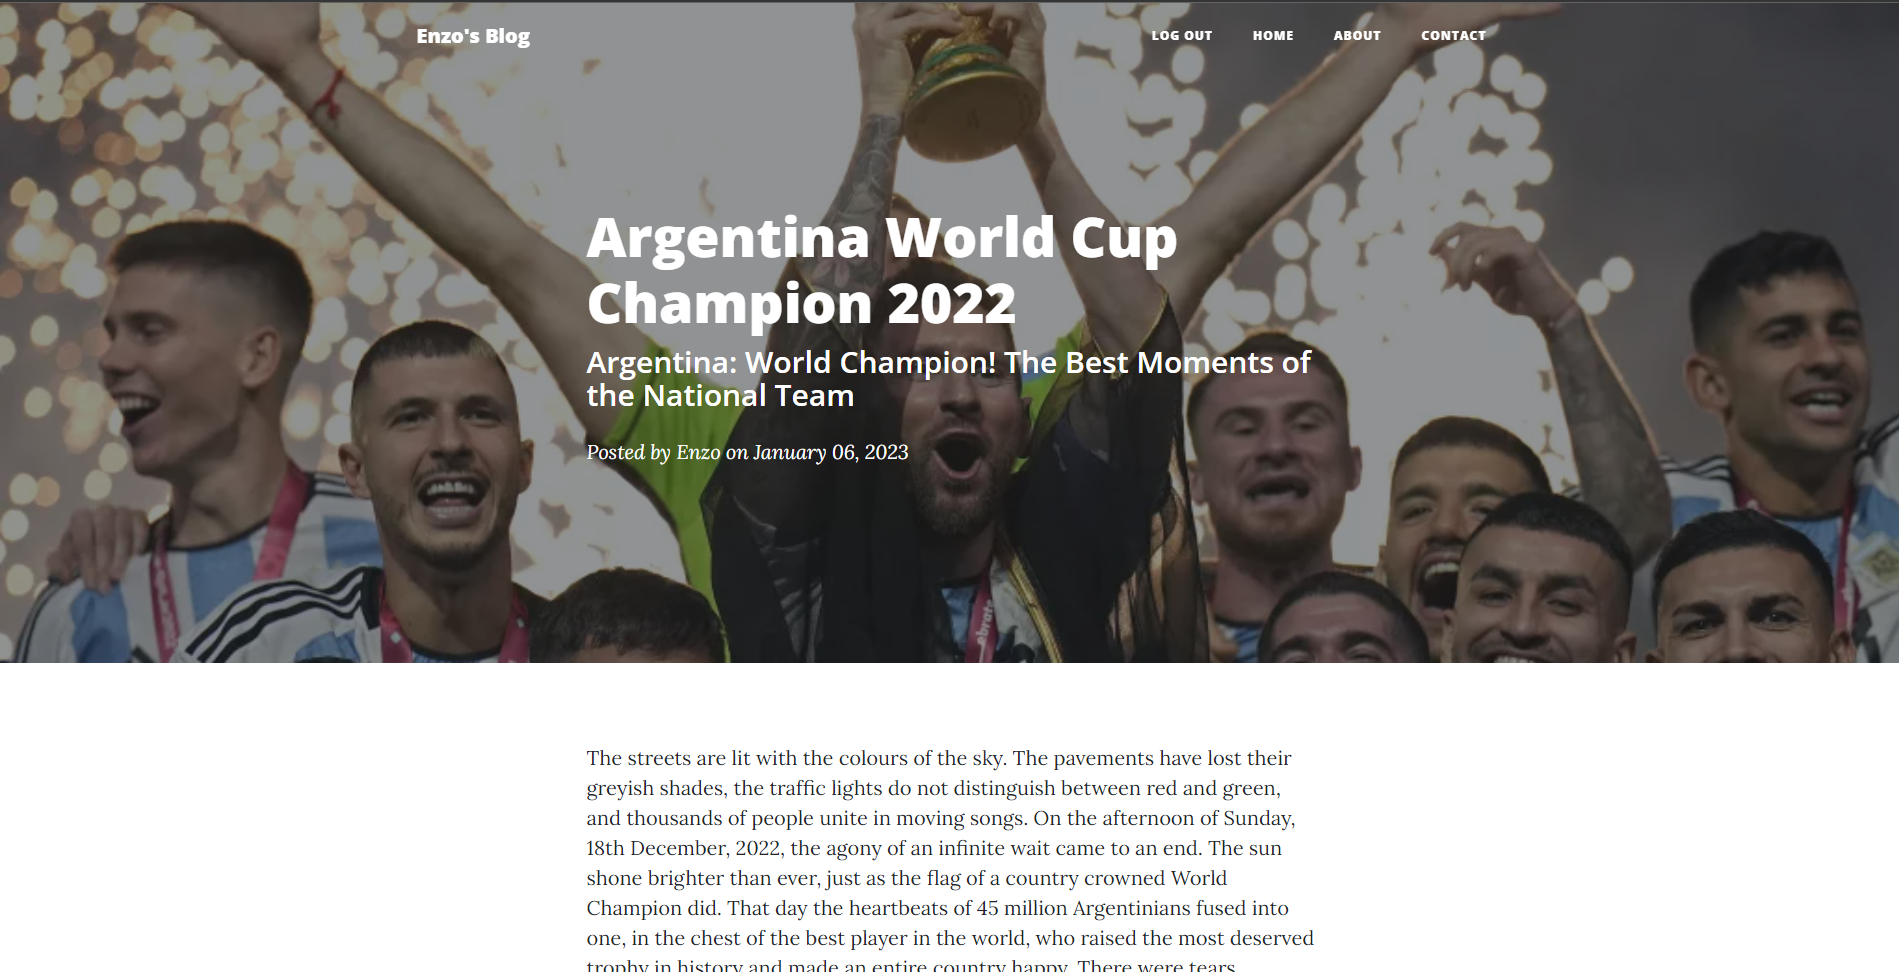 Enzo's Blog
LOG OUT HOME ABOUT CONTACT
Argentina World Cup
Champion 2022
Argentina: World Champion! The Best Moments of
the National Team
Posted by Enzo on January 06, 2023
ebrate
The streets are lit with the colours of the sky. The pavements have lost their
greyish shades, the traffic lights do not distinguish between red and green,
and thousands of people unite in moving songs. On the afternoon of Sunday,
18th December, 2022, the agony of an infinite wait came to an end. The sun
shone brighter than ever, just as the flag of a country crowned World
Champion did. That day the heartbeats of 45 million Argentinians fused into
one, in the chest of the best player in the world, who raised the most deserved
trophy in history and made an entire country happy. There were tears,